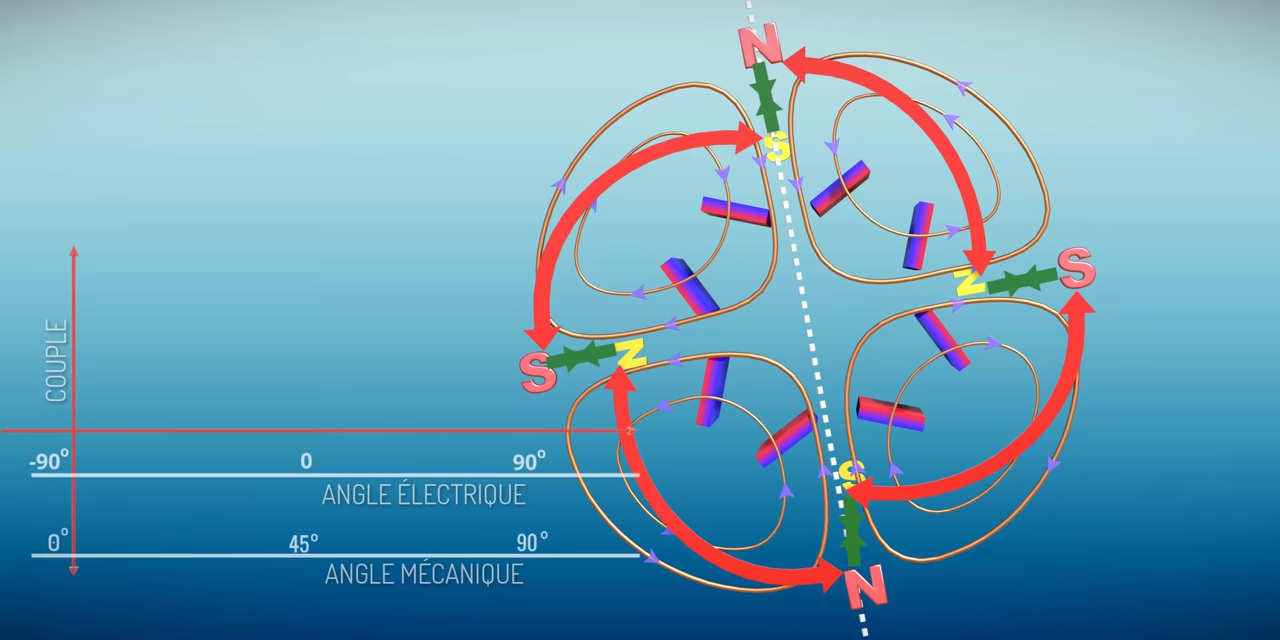 N
S
N
S
S
N
S
N
COUPLE
-90° 0 90°
ANGLE ÉLECTRIQUE
0° 45° 90°
ANGLE MÉCANIQUE